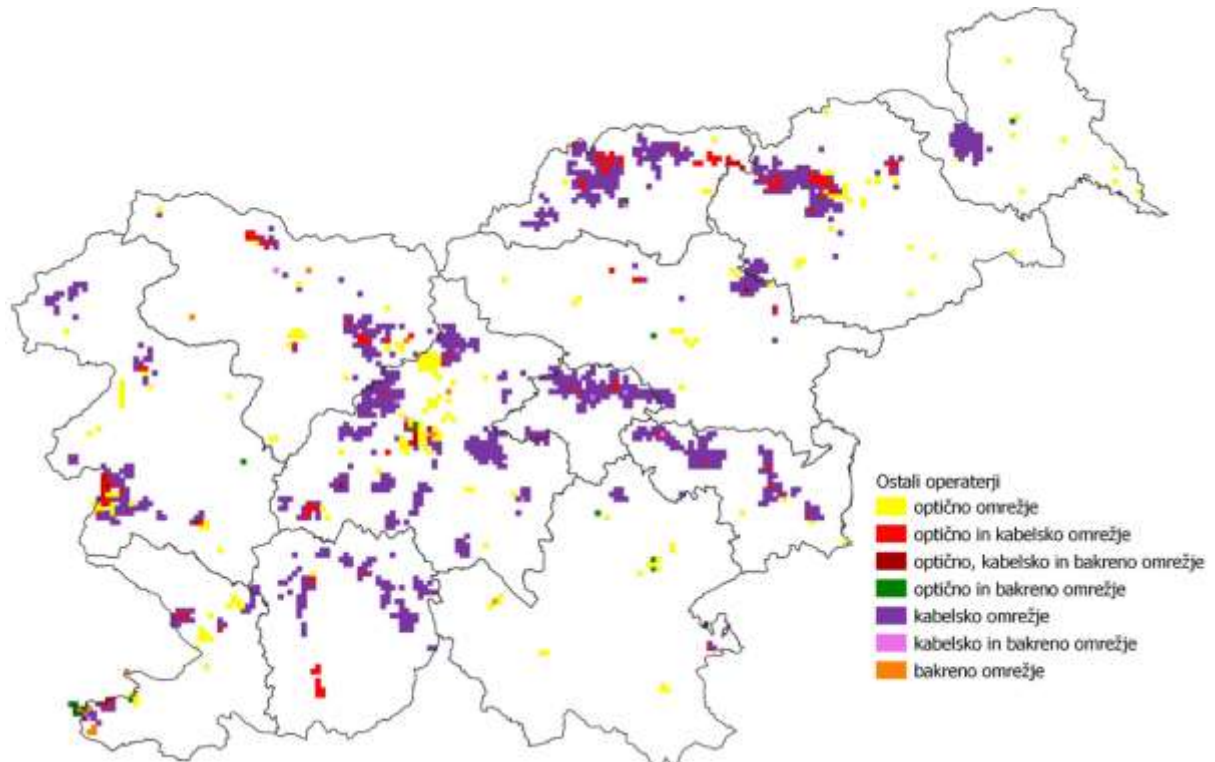 Ostali operaterji
optično omrežje
optično in kabelsko omrežje
optično, kabelsko in bakreno omrežje
optično in bakreno omrežje
kabelsko omrežje
kabelsko in bakreno omrežje
bakreno omrežje